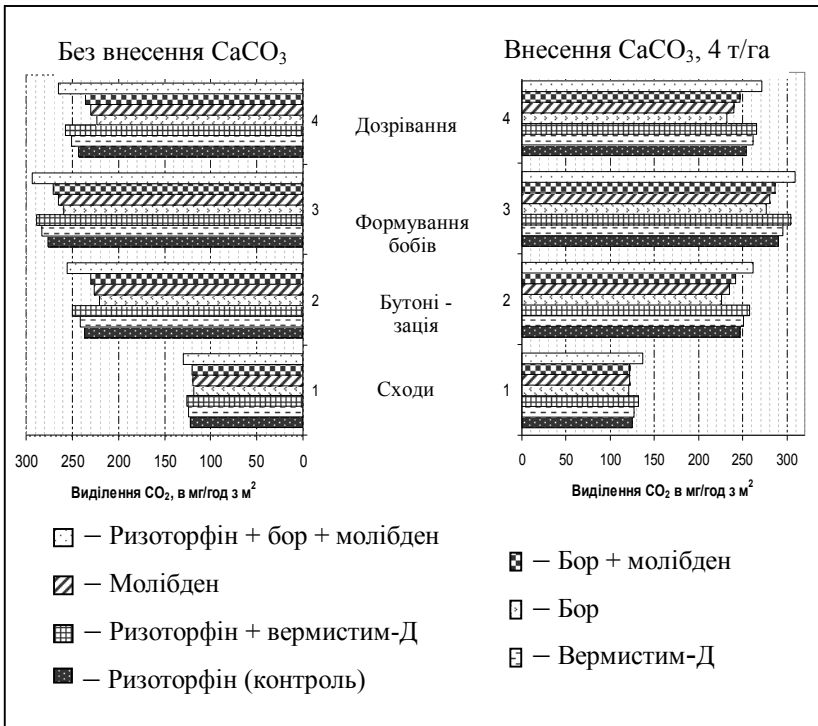 Без внесення CaCO₃
Внесення CaCO₃, 4 т/га
4
Дозрівання
4
3
Формування
бобів
3
2
Бутоні -
зація
2
1
Сходи
1
300 250 200 150 100 50 0
0 50 100 150 200 250 300
Виділення CO₂, в мг/год з м²
Виділення CO₂ в мг/год з м²
– Ризоторфін + бор + молібден
– Молібден
– Ризоторфін + вермистим-Д
– Ризоторфін (контроль)
– Бор + молібден
– Бор
– Вермистим-Д